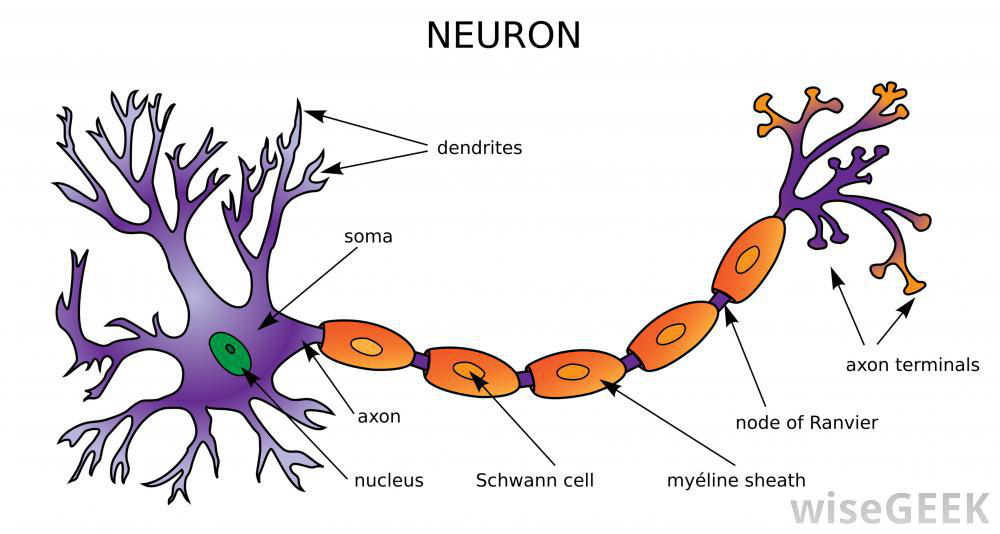 NEURON
dendrites
soma
axon terminals
axon
node of Ranvier
nucleus
Schwann cell
myéline sheath
wiseGEEK